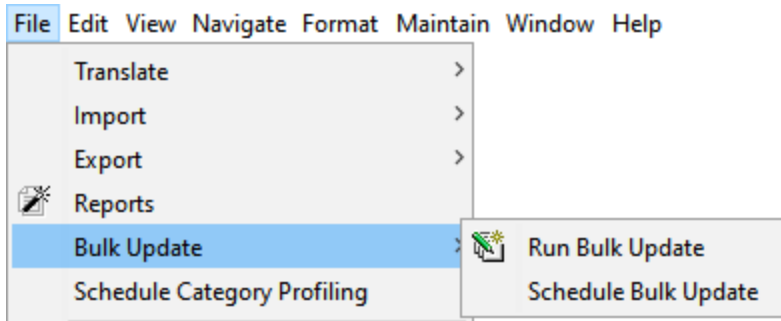 File Edit View Navigate Format Maintain Window Help
Translate
Import
Export
Reports
Bulk Update
Run Bulk Update
Schedule Category Profiling
Schedule Bulk Update